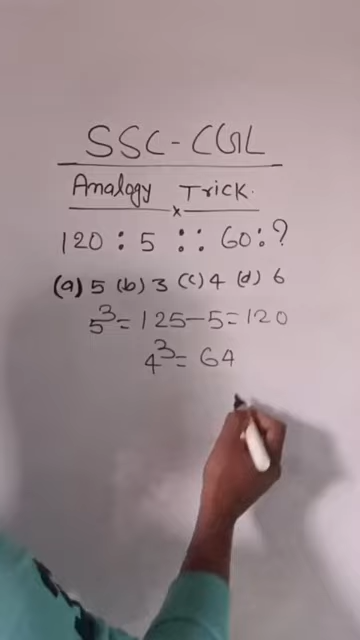 SSC-CGL
Analogy Trick.
x
120 : 5 :: 60 : ?
(a) 5 (b) 3 (c) 4 (d) 6
5³ = 125-5 = 120
4³ = 64